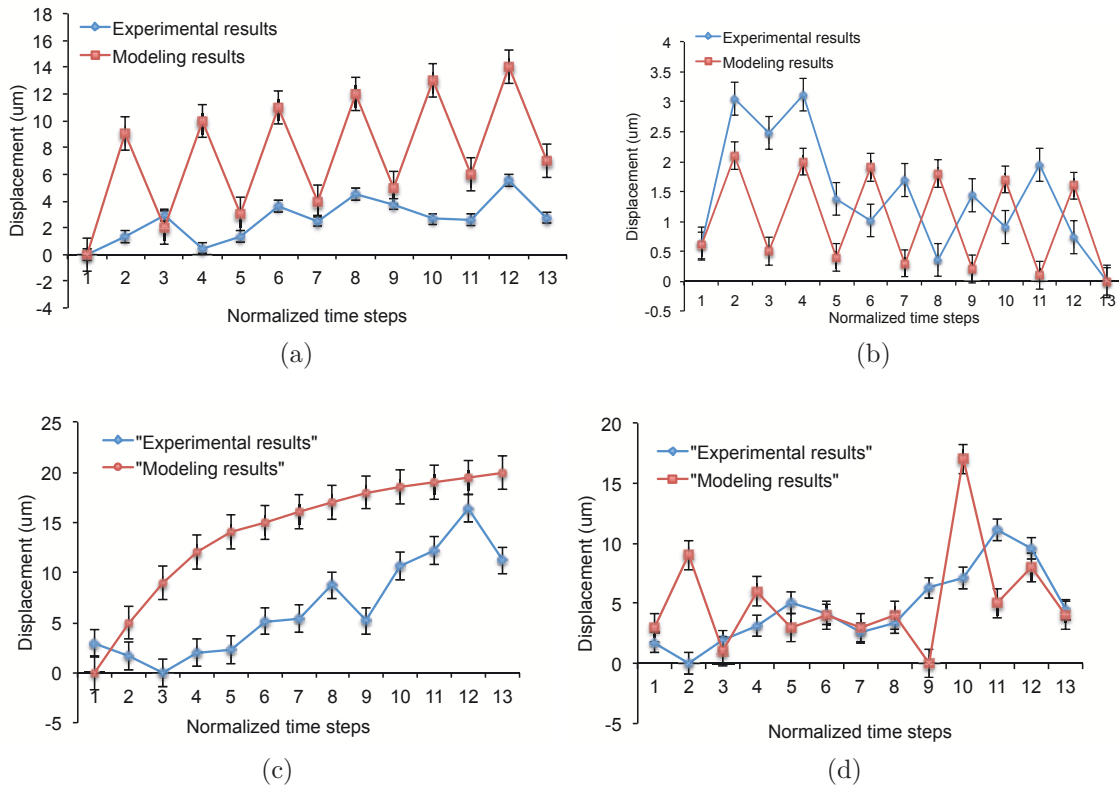 18
16
14
12
10
8
6
4
2
0
-2
-4
Displacement (um)
Experimental results
Modeling results
1 2 3 4 5 6 7 8 9 10 11 12 13
Normalized time steps
(a)
4
3.5
3
2.5
2
1.5
1
0.5
0
-0.5
Displacement (um)
Experimental results
Modeling results
1 2 3 4 5 6 7 8 9 10 11 12 13
Normalized time steps
(b)
25
20
15
10
5
0
-5
Displacement (um)
"Experimental results"
"Modeling results"
1 2 3 4 5 6 7 8 9 10 11 12 13
Normalized time steps
(c)
20
15
10
5
0
-5
Displacement (um)
"Experimental results"
"Modeling results"
1 2 3 4 5 6 7 8 9 10 11 12 13
Normalized time steps
(d)